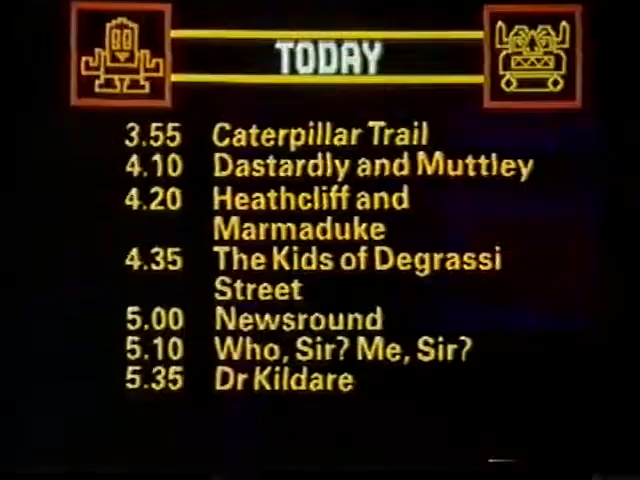 TODAY
3.55 Caterpillar Trail
4.10 Dastardly and Muttley
4.20 Heathcliff and
Marmaduke
4.35 The Kids of Degrassi
Street
5.00 Newsround
5.10 Who, Sir? Me, Sir?
5.35 Dr Kildare